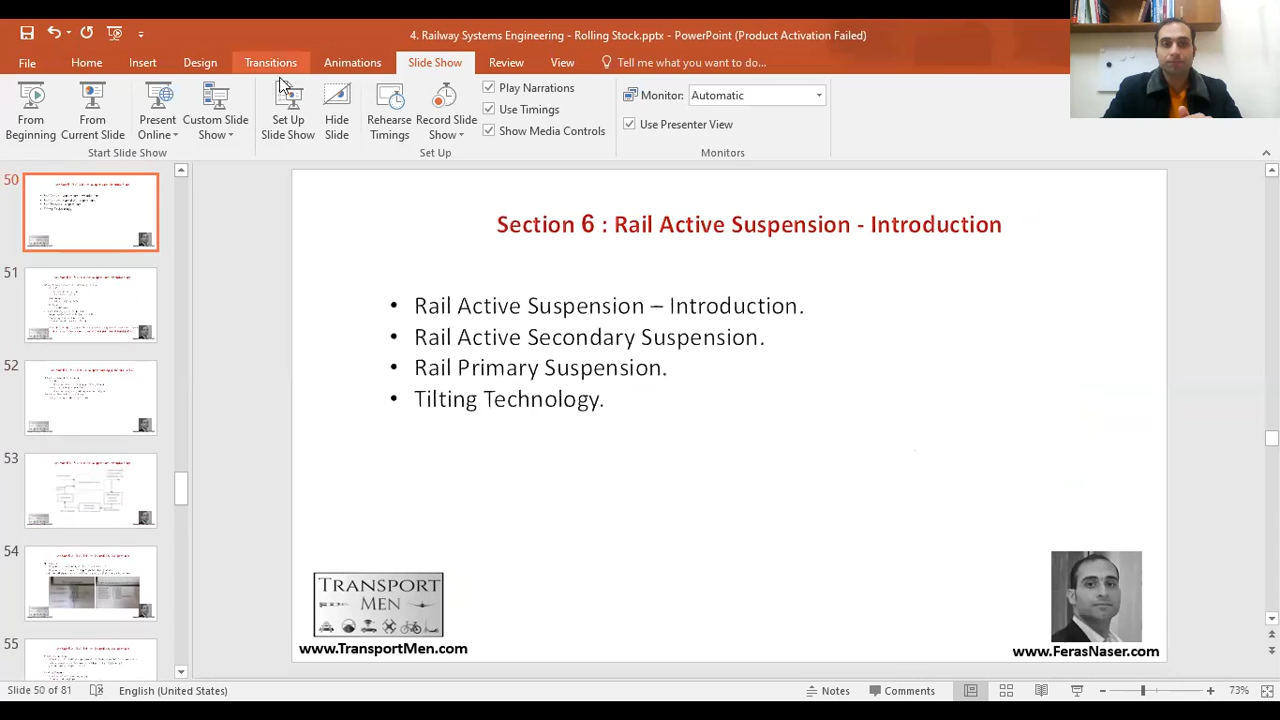 4. Railway Systems Engineering - Rolling Stock.pptx - PowerPoint (Product Activation Failed)
File Home Insert Design Transitions Animations Slide Show Review View Tell me what you want to do...
From Beginning
From Current Slide
Present Online
Custom Slide Show
Start Slide Show
Set Up Slide Show
Hide Slide
Rehearse Timings
Record Slide Show
Play Narrations
Use Timings
Show Media Controls
Set Up
Monitor: Automatic
Use Presenter View
Monitors
50
51
52
53
54
55
Section 6 : Rail Active Suspension - Introduction
• Rail Active Suspension – Introduction.
• Rail Active Secondary Suspension.
• Rail Primary Suspension.
• Tilting Technology.
TRANSPORT
MEN
www.TransportMen.com
www.FerasNaser.com
Slide 50 of 81 English (United States) Notes Comments 73%